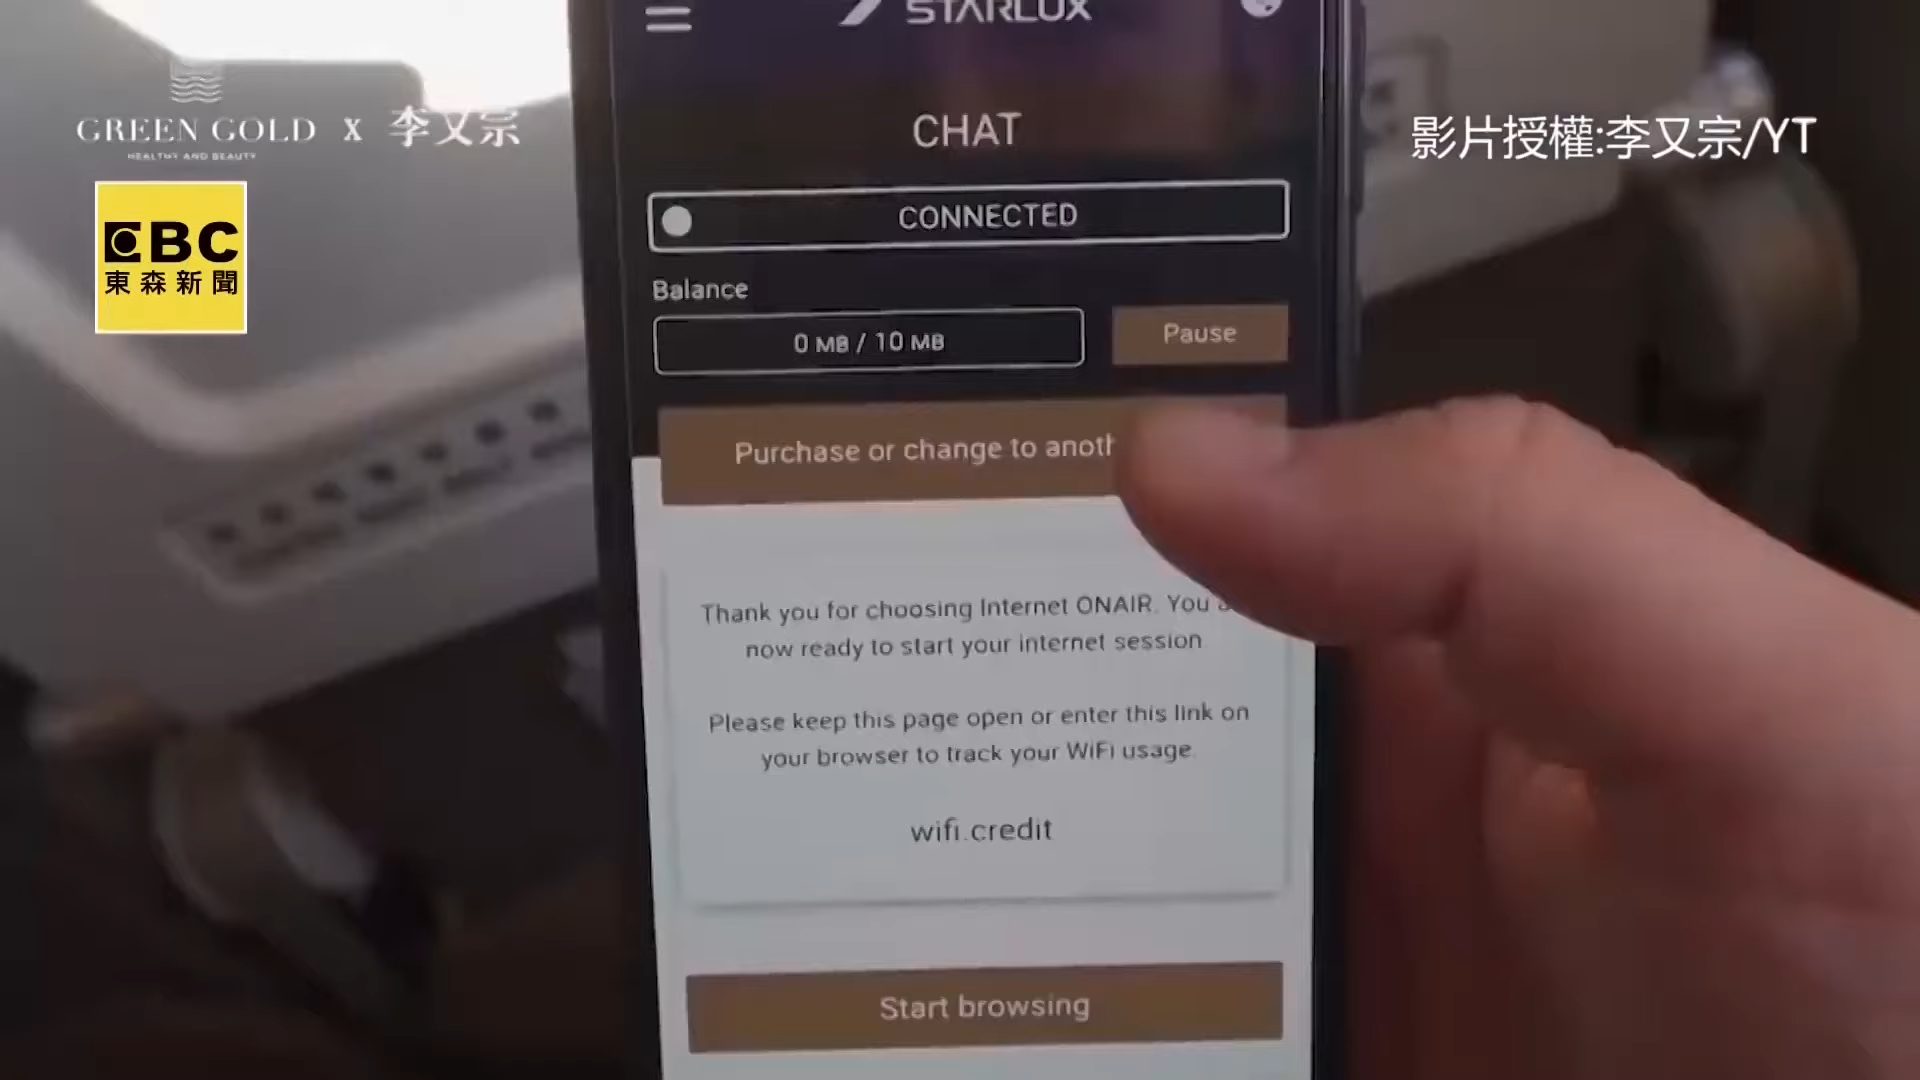 STARLUX
GREEN GOLD x 李又宗
HEALTHY AND BEAUTY
影片授權:李又宗/YT
EBC
東森新聞
CHAT
CONNECTED
Balance
0 MB / 10 MB
Pause
Purchase or change to anoth
Thank you for choosing Internet ONAIR. You
now ready to start your internet session
Please keep this page open or enter this link on
your browser to track your WiFi usage.
wifi.credit
Start browsing